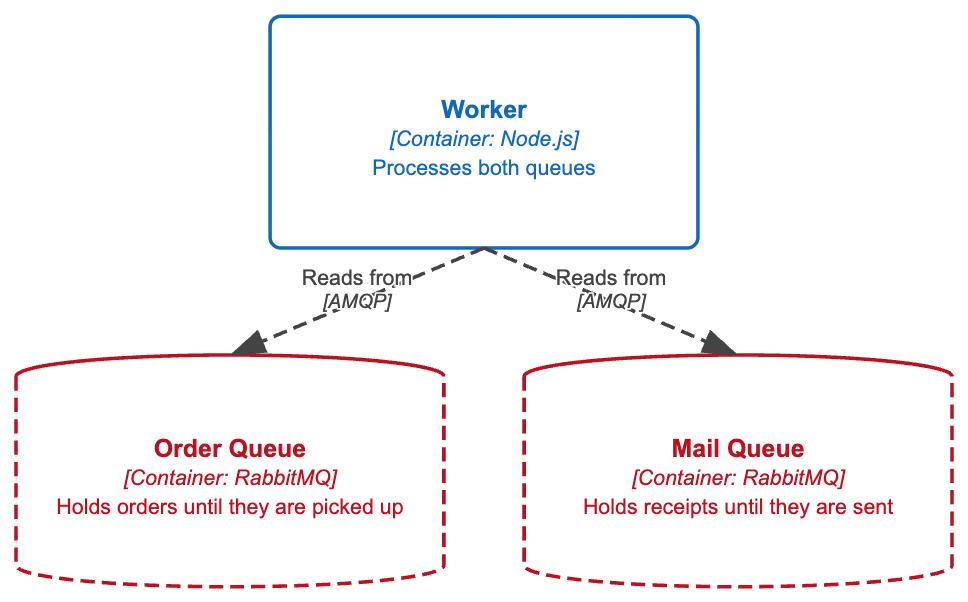 Worker
[Container: Node.js]
Processes both queues
Reads from
[AMQP]
Reads from
[AMQP]
Order Queue
[Container: RabbitMQ]
Holds orders until they are picked up
Mail Queue
[Container: RabbitMQ]
Holds receipts until they are sent